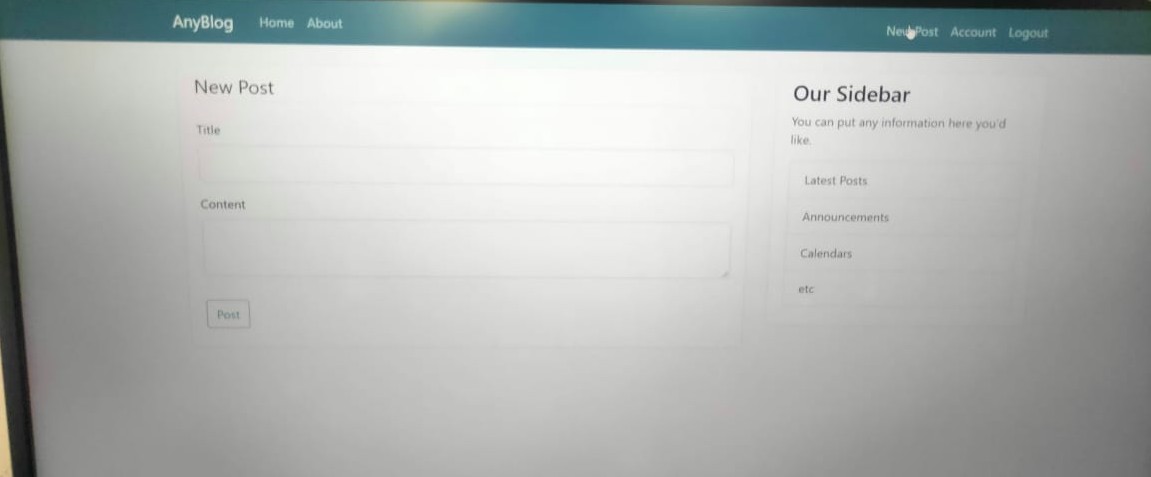 AnyBlog Home About New Post Account Logout
New Post
Title
Content
Post
Our Sidebar
You can put any information here you'd
like.
Latest Posts
Announcements
Calendars
etc